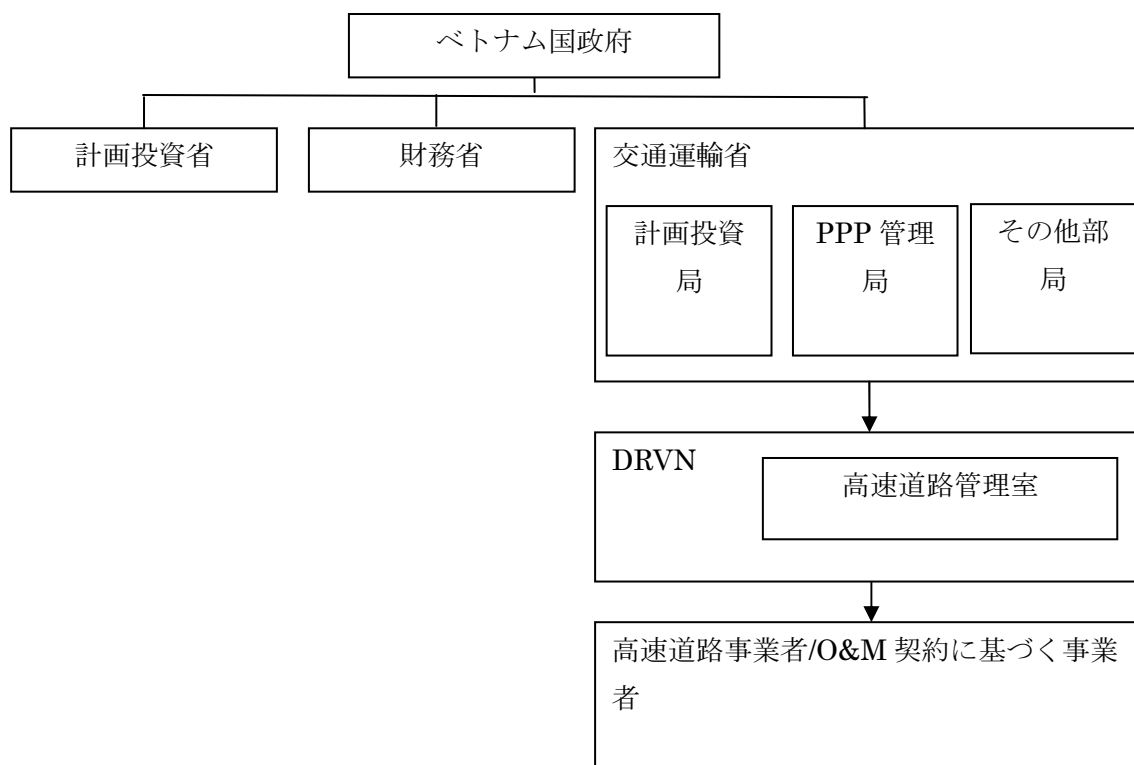 ベトナム国政府
計画投資省
財務省
交通運輸省
計画投資
局
PPP 管理
局
その他部
局
DRVN
高速道路管理室
高速道路事業者/O&M 契約に基づく事業
者